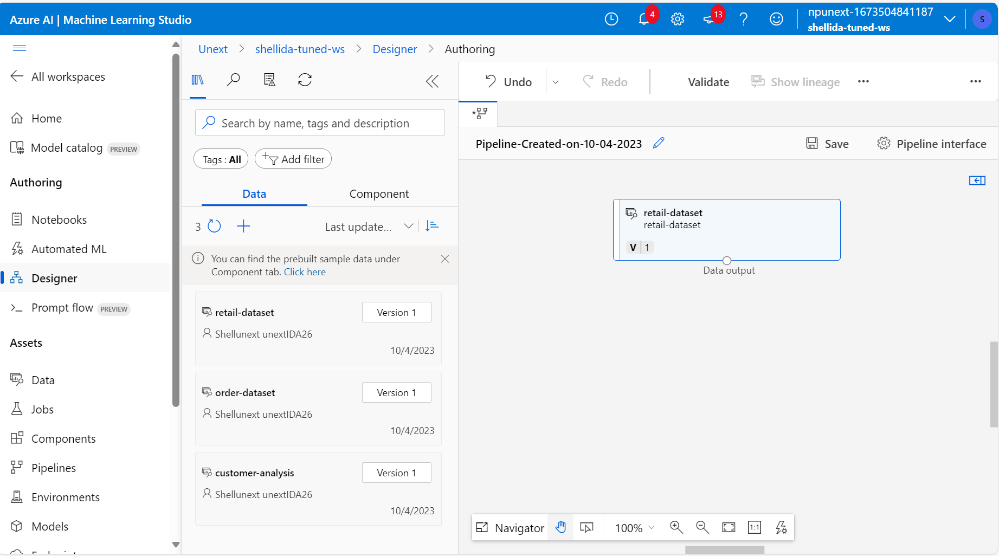 Azure AI | Machine Learning Studio
4
13
npunext-1673504841187
shellida-tuned-ws
S
All workspaces
Home
Model catalog PREVIEW
Authoring
Notebooks
Automated ML
Designer
Prompt flow PREVIEW
Assets
Data
Jobs
Components
Pipelines
Environments
Models
Unext > shellida-tuned-ws > Designer > Authoring
Search by name, tags and description
Tags : All
Add filter
Data
Component
3
Last update...
You can find the prebuilt sample data under
Component tab. Click here
retail-dataset
Version 1
Shellunext unextIDA26
10/4/2023
order-dataset
Version 1
Shellunext unextIDA26
10/4/2023
customer-analysis
Version 1
Shellunext unextIDA26
10/4/2023
Undo
Redo
Validate
Show lineage
Pipeline-Created-on-10-04-2023
Save
Pipeline interface
retail-dataset
retail-dataset
V 1
Data output
Navigator
100%
1:1